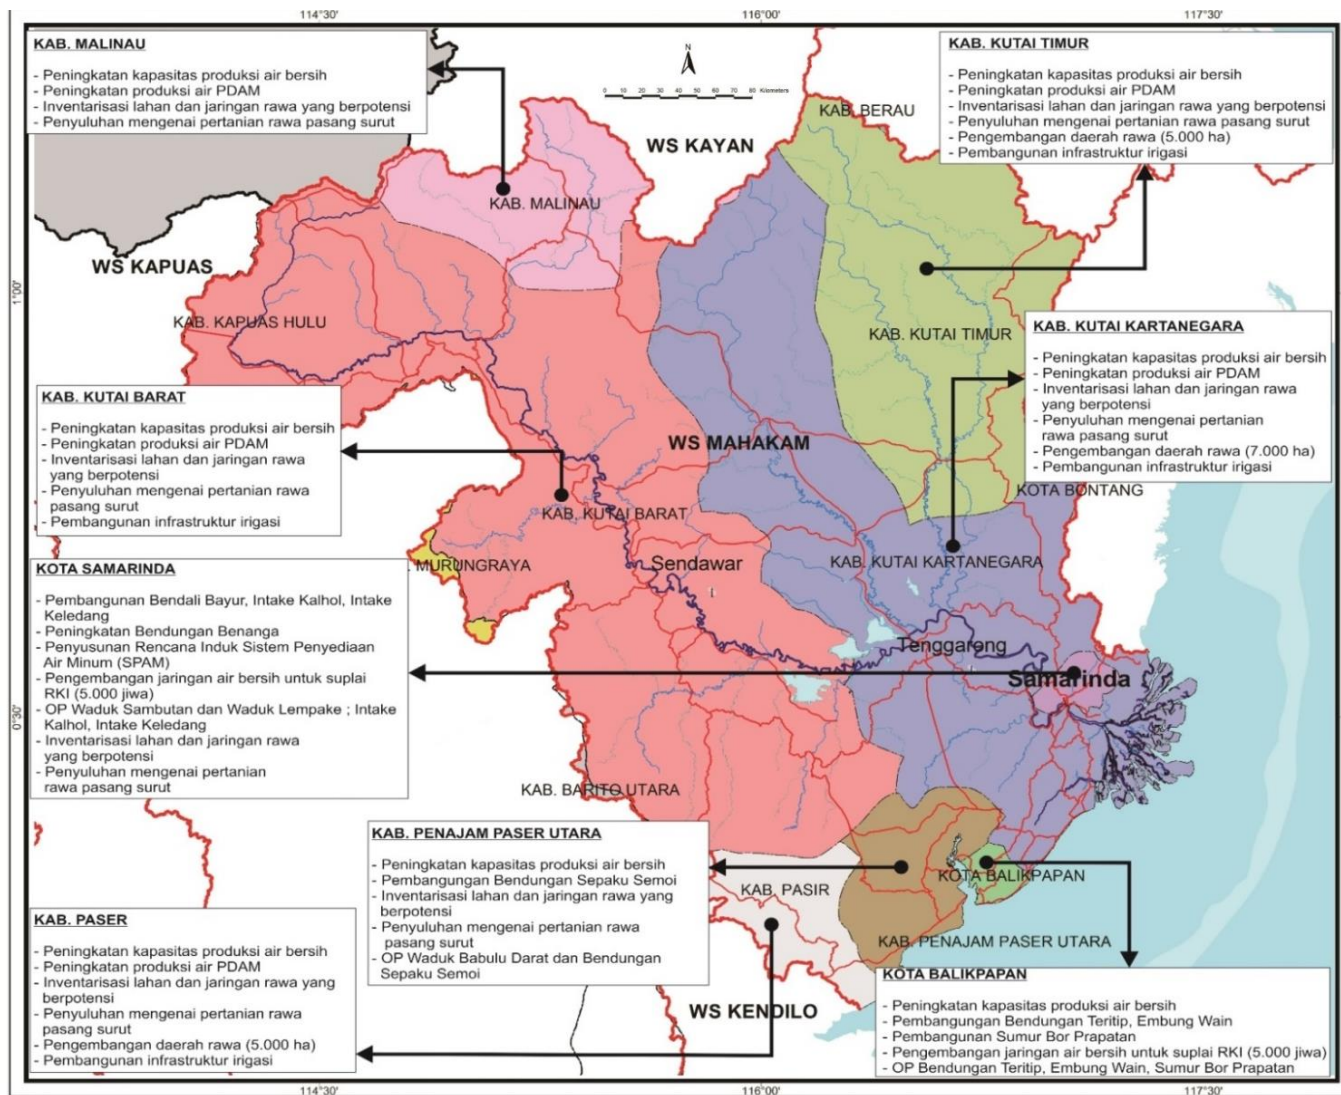 114°30'
116°00'
117°30'
KAB. MALINAU
- Peningkatan kapasitas produksi air bersih
- Peningkatan produksi air PDAM
- Inventarisasi lahan dan jaringan rawa yang berpotensi
- Penyuluhan mengenai pertanian rawa pasang surut
N
0 10 20 30 40 50 60 70 80 Kilometers
KAB. KUTAI TIMUR
- Peningkatan kapasitas produksi air bersih
- Peningkatan produksi air PDAM
- Inventarisasi lahan dan jaringan rawa yang berpotensi
- Penyuluhan mengenai pertanian rawa pasang surut
- Pengembangan daerah rawa (5.000 ha)
- Pembangunan infrastruktur irigasi
KAB. BERAU
WS KAYAN
KAB. MALINAU
WS KAPUAS
1°00'
KAB. KAPUAS HULU
KAB. KUTAI TIMUR
KAB. KUTAI KARTANEGARA
- Peningkatan kapasitas produksi air bersih
- Peningkatan produksi air PDAM
- Inventarisasi lahan dan jaringan rawa
yang berpotensi
- Penyuluhan mengenai pertanian
rawa pasang surut
- Pengembangan daerah rawa (7.000 ha)
- Pembangunan infrastruktur irigasi
KAB. KUTAI BARAT
- Peningkatan kapasitas produksi air bersih
- Peningkatan produksi air PDAM
- Inventarisasi lahan dan jaringan rawa
yang berpotensi
- Penyuluhan mengenai pertanian rawa
pasang surut
- Pembangunan infrastruktur irigasi
WS MAHAKAM
KOTA BONTANG
KAB. KUTAI BARAT
KAB. KUTAI KARTANEGARA
. MURUNGRAYA
Sendawar
KOTA SAMARINDA
- Pembangunan Bendali Bayur, Intake Kalhol, Intake
Keledang
- Peningkatan Bendungan Benanga
- Penyusunan Rencana Induk Sistem Penyediaan
Air Minum (SPAM)
- Pengembangan jaringan air bersih untuk suplai
RKI (5.000 jiwa)
- OP Waduk Sambutan dan Waduk Lempake ; Intake
Kalhol, Intake Keledang
- Inventarisasi lahan dan jaringan rawa
yang berpotensi
- Penyuluhan mengenai pertanian
rawa pasang surut
Tenggarong
Samarinda
0°30'
KAB. BARITO UTARA
KAB. PENAJAM PASER UTARA
- Peningkatan kapasitas produksi air bersih
- Pembangungan Bendungan Sepaku Semoi
- Inventarisasi lahan dan jaringan rawa yang
berpotensi
- Penyuluhan mengenai pertanian rawa
pasang surut
- OP Waduk Babulu Darat dan Bendungan
Sepaku Semoi
KAB. PASIR
KOTA BALIKPAPAN
KAB. PENAJAM PASER UTARA
KAB. PASER
- Peningkatan kapasitas produksi air bersih
- Peningkatan produksi air PDAM
- Inventarisasi lahan dan jaringan rawa yang
berpotensi
- Penyuluhan mengenai pertanian rawa
pasang surut
- Pengembangan daerah rawa (5.000 ha)
- Pembangunan infrastruktur irigasi
WS KENDILO
KOTA BALIKPAPAN
- Peningkatan kapasitas produksi air bersih
- Pembangungan Bendungan Teritip, Embung Wain
- Pembangunan Sumur Bor Prapatan
- Pengembangan jaringan air bersih untuk suplai RKI (5.000 jiwa)
- OP Bendungan Teritip, Embung Wain, Sumur Bor Prapatan
114°30'
116°00'
117°30'